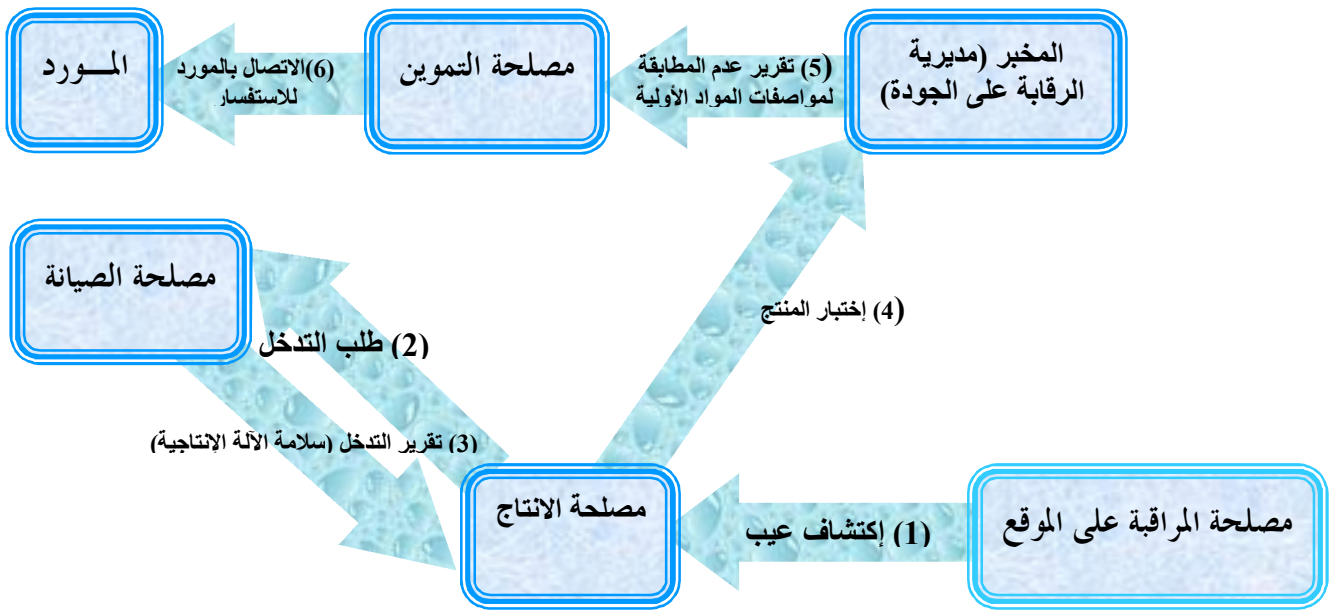 المخبر (مديرية
الرقابة على الجودة)
(5) تقرير عدم المطابقة
لمواصفات المواد الأولية
مصلحة التموين
(6)الاتصال بالمورد
للاستفسار
المــــورد
مصلحة الصيانة
(4) إختبار المنتج
(2) طلب التدخل
(3) تقرير التدخل (سلامة الآلة الإنتاجية)
مصلحة المراقبة على الموقع
(1) إكتشاف عيب
مصلحة الانتاج